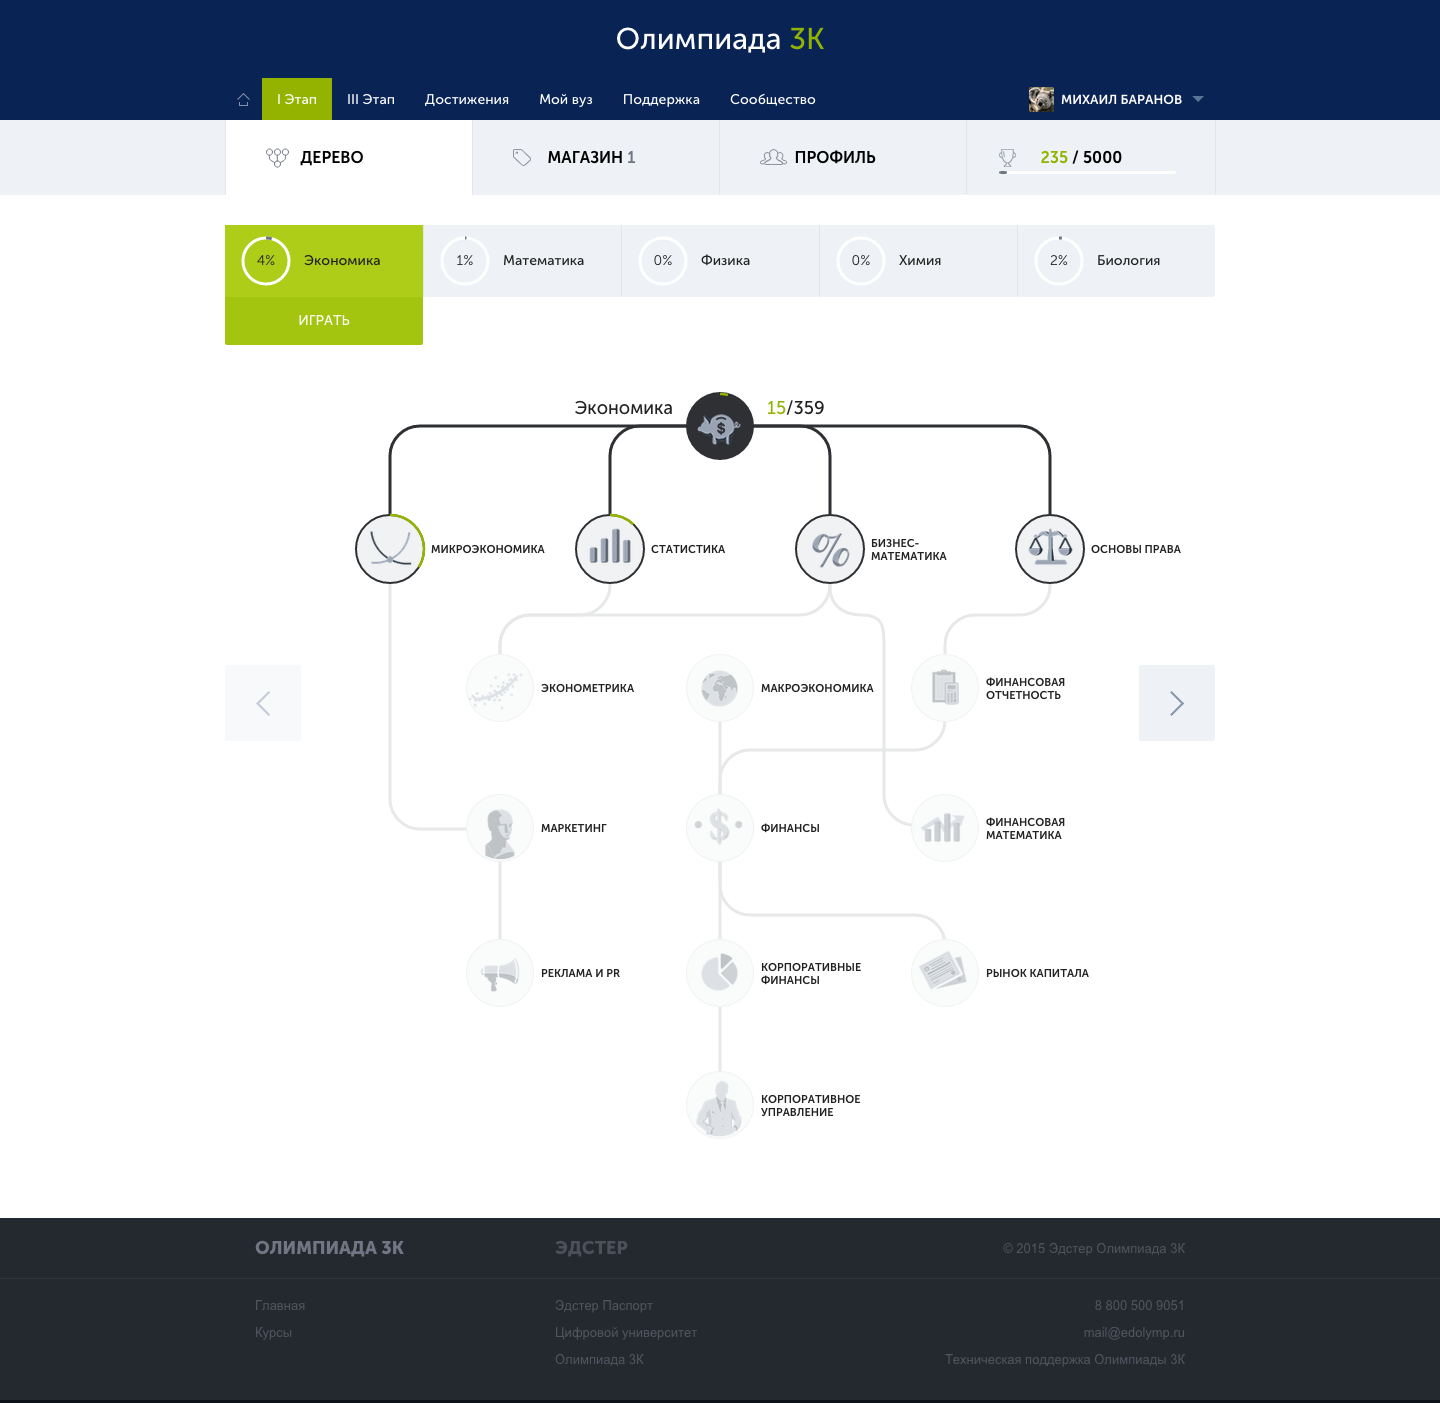 Олимпиада 3К
I Этап
III Этап
Достижения
Мой вуз
Поддержка
Сообщество
МИХАИЛ БАРАНОВ
ДЕРЕВО
МАГАЗИН 1
ПРОФИЛЬ
235 / 5000
4%
Экономика
1%
Математика
0%
Физика
0%
Химия
2%
Биология
ИГРАТЬ
Экономика
15/359
$
МИКРОЭКОНОМИКА
СТАТИСТИКА
%
БИЗНЕС-
МАТЕМАТИКА
ОСНОВЫ ПРАВА
ЭКОНОМЕТРИКА
МАКРОЭКОНОМИКА
ФИНАНСОВАЯ
ОТЧЕТНОСТЬ
МАРКЕТИНГ
$
ФИНАНСЫ
ФИНАНСОВАЯ
МАТЕМАТИКА
РЕКЛАМА И PR
КОРПОРАТИВНЫЕ
ФИНАНСЫ
РЫНОК КАПИТАЛА
КОРПОРАТИВНОЕ
УПРАВЛЕНИЕ
ОЛИМПИАДА 3К
ЭДСТЕР
© 2015 Эдстер Олимпиада 3К
Главная
Эдстер Паспорт
8 800 500 9051
Курсы
Цифровой университет
mail@edolymp.ru
Олимпиада 3К
Техническая поддержка Олимпиады 3К